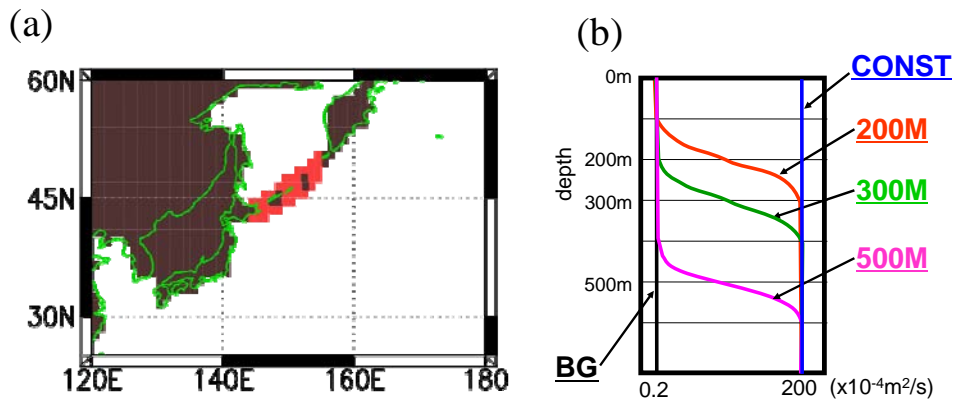 (a)
60N
45N
30N
120E 140E 160E 180
(b)
0m
CONST
200M
depth
200m
300M
300m
500M
500m
BG
0.2 200 (x10-4m2/s)